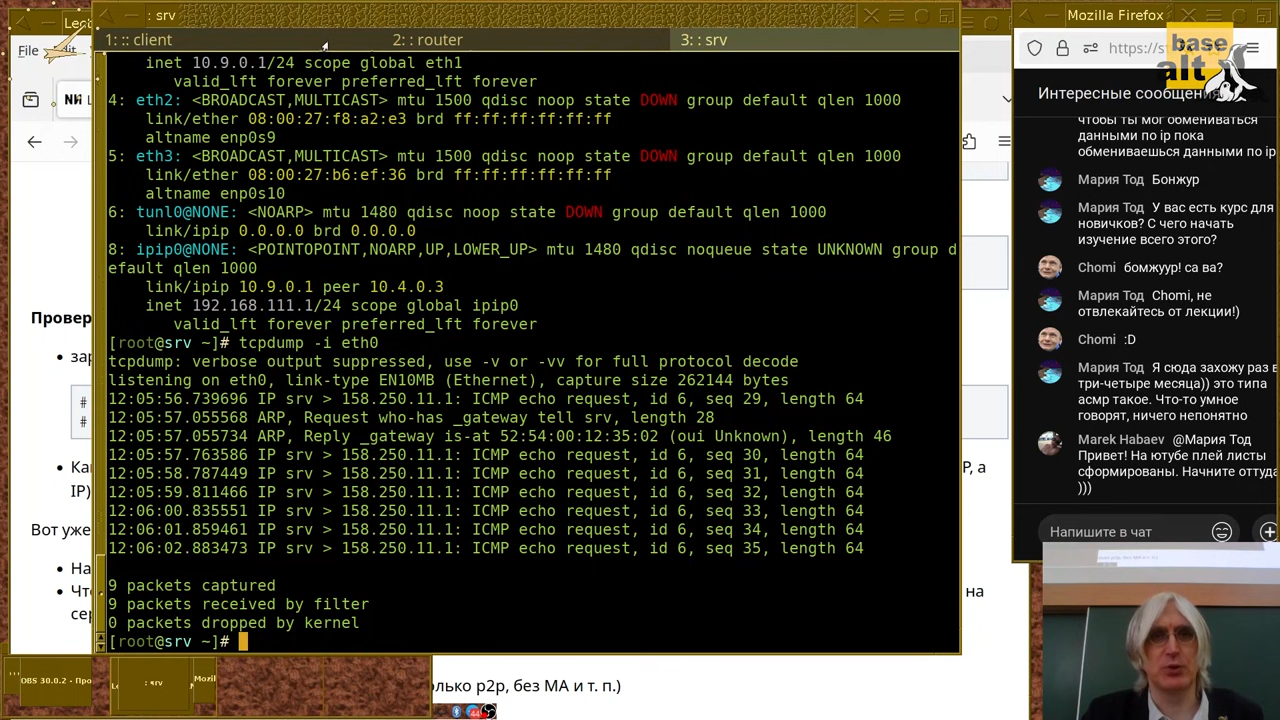 Lec
: srv
Mozilla Firefox
1: :: client
2: : router
3: : srv
File
Edit
https://s
base
alt
inet 10.9.0.1/24 scope global eth1
valid_lft forever preferred_lft forever
4: eth2: <BROADCAST,MULTICAST> mtu 1500 qdisc noop state DOWN group default qlen 1000
link/ether 08:00:27:f8:a2:e3 brd ff:ff:ff:ff:ff:ff
altname enp0s9
5: eth3: <BROADCAST,MULTICAST> mtu 1500 qdisc noop state DOWN group default qlen 1000
link/ether 08:00:27:b6:ef:36 brd ff:ff:ff:ff:ff:ff
altname enp0s10
6: tunl0@NONE: <NOARP> mtu 1480 qdisc noop state DOWN group default qlen 1000
link/ipip 0.0.0.0 brd 0.0.0.0
8: ipip0@NONE: <POINTOPOINT,NOARP,UP,LOWER_UP> mtu 1480 qdisc noqueue state UNKNOWN group d
efault qlen 1000
link/ipip 10.9.0.1 peer 10.4.0.3
inet 192.168.111.1/24 scope global ipip0
valid_lft forever preferred_lft forever
[root@srv ~]# tcpdump -i eth0
tcpdump: verbose output suppressed, use -v or -vv for full protocol decode
listening on eth0, link-type EN10MB (Ethernet), capture size 262144 bytes
12:05:56.739696 IP srv > 158.250.11.1: ICMP echo request, id 6, seq 29, length 64
12:05:57.055568 ARP, Request who-has _gateway tell srv, length 28
12:05:57.055734 ARP, Reply _gateway is-at 52:54:00:12:35:02 (oui Unknown), length 46
12:05:57.763586 IP srv > 158.250.11.1: ICMP echo request, id 6, seq 30, length 64
12:05:58.787449 IP srv > 158.250.11.1: ICMP echo request, id 6, seq 31, length 64
12:05:59.811466 IP srv > 158.250.11.1: ICMP echo request, id 6, seq 32, length 64
12:06:00.835551 IP srv > 158.250.11.1: ICMP echo request, id 6, seq 33, length 64
12:06:01.859461 IP srv > 158.250.11.1: ICMP echo request, id 6, seq 34, length 64
12:06:02.883473 IP srv > 158.250.11.1: ICMP echo request, id 6, seq 35, length 64
9 packets captured
9 packets received by filter
0 packets dropped by kernel
[root@srv ~]#
Провер
зар
#
#
Ка
Р, а
IP)
Вот уже
На
Чт
на
сер
олько p2p, без MA и т. п.)
DBS 30.0.2 - Про
: srv
Mozil
Интересные сообщения
чтобы ты мог обмениваться
данными по ip пока
обмениваешься данными по ip
Мария Тод Бонжур
Мария Тод У вас есть курс для
новичков? С чего начать
изучение всего этого?
Chomi бомжуур! са ва?
Мария Тод Chomi, не
отвлекайтесь от лекции!)
Chomi :D
Мария Тод Я сюда захожу раз в
три-четыре месяца)) это типа
асмр такое. Что-то умное
говорят, ничего непонятно
Marek Habaev @Мария Тод
Привет! На ютубе плей листы
сформированы. Начните оттуда
)))
Напишите в чат